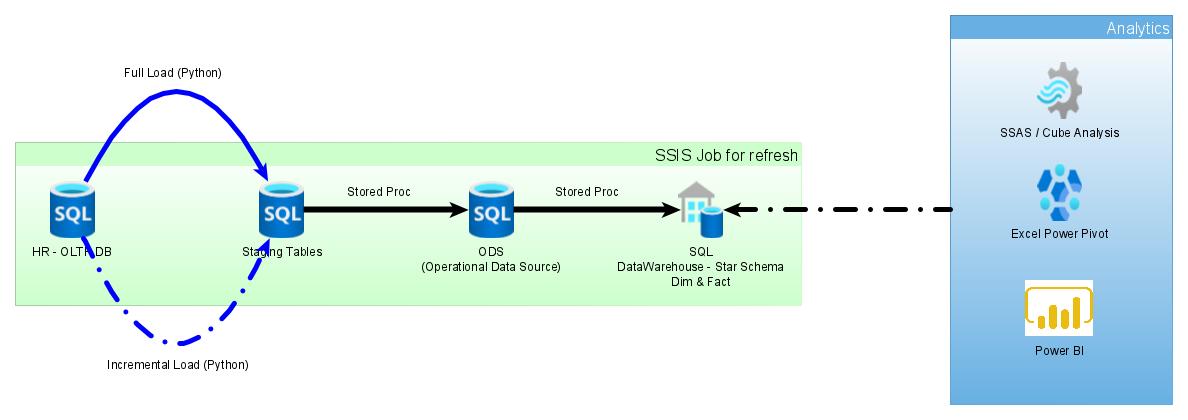 Analytics
Full Load (Python)
SSAS / Cube Analysis
SSIS Job for refresh
SQL
SQL
Stored Proc
SQL
Stored Proc
Excel Power Pivot
HR - OLTP DB
Staging Tables
ODS
(Operational Data Source)
SQL
DataWarehouse - Star Schema
Dim & Fact
Power BI
Incremental Load (Python)